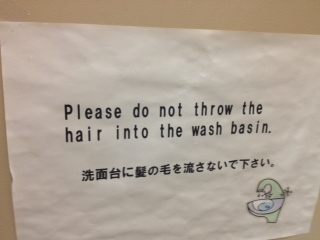 Please do not throw the
hair into the wash basin.
洗面台に髪の毛を流さないで下さい。